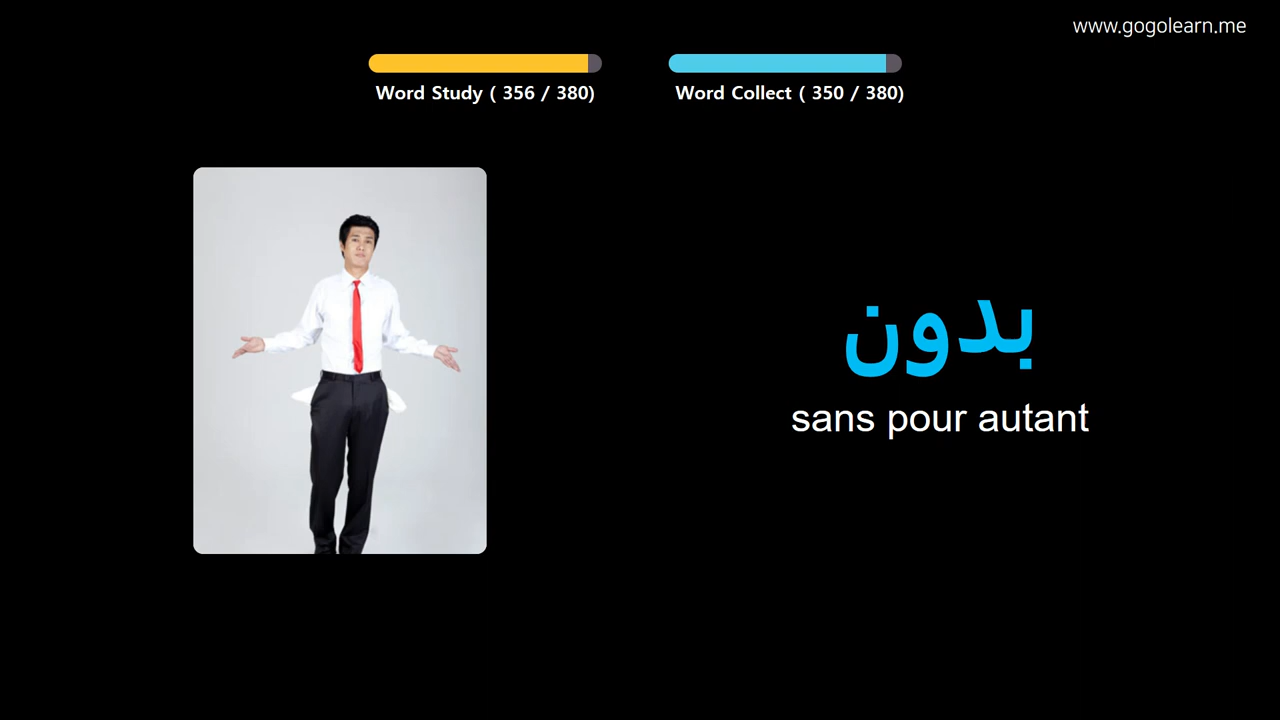 www.gogolearn.me
Word Study ( 356 / 380)
Word Collect ( 350 / 380)
بدون
sans pour autant